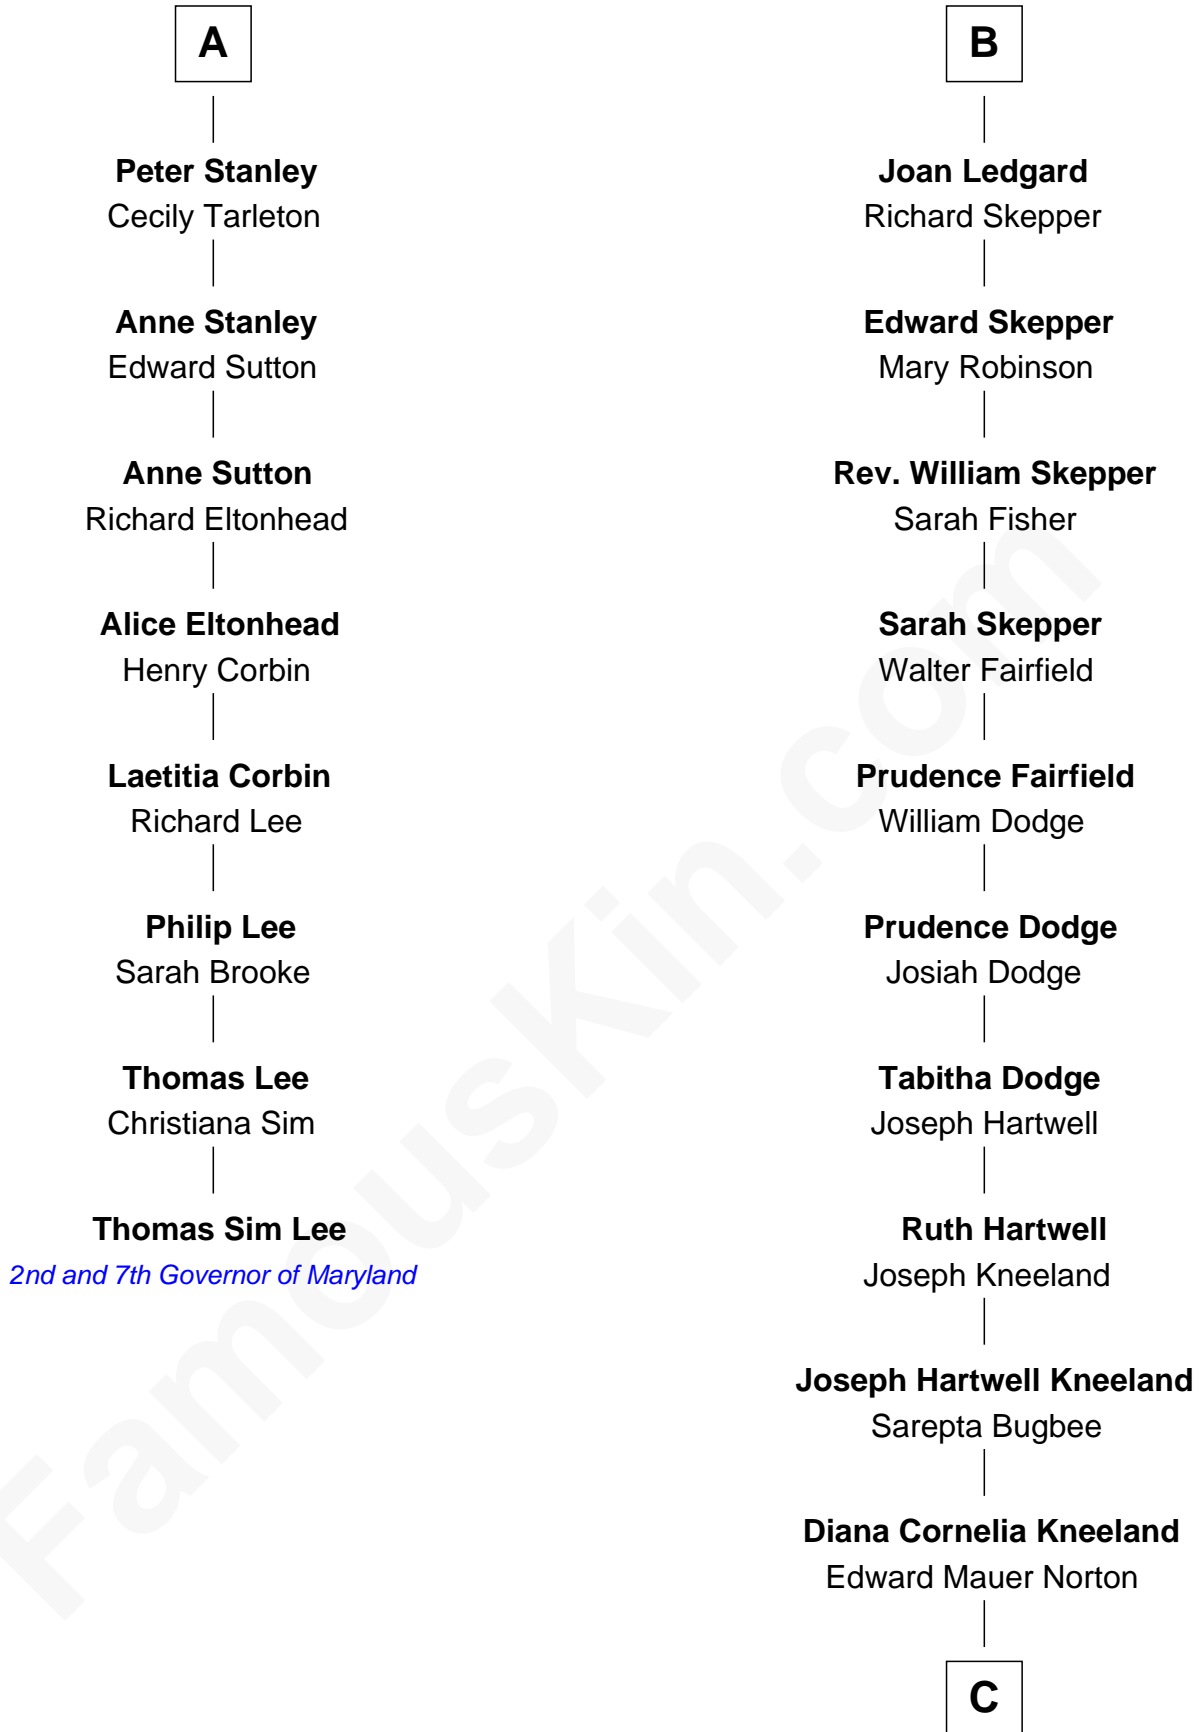 A
Peter Stanley
Cecily Tarleton
Anne Stanley
Edward Sutton
Anne Sutton
Richard Eltonhead
Alice Eltonhead
Henry Corbin
Laetitia Corbin
Richard Lee
Philip Lee
Sarah Brooke
Thomas Lee
Christiana Sim
Thomas Sim Lee
2nd and 7th Governor of Maryland
B
Joan Ledgard
Richard Skepper
Edward Skepper
Mary Robinson
Rev. William Skepper
Sarah Fisher
Sarah Skepper
Walter Fairfield
Prudence Fairfield
William Dodge
Prudence Dodge
Josiah Dodge
Tabitha Dodge
Joseph Hartwell
Ruth Hartwell
Joseph Kneeland
Joseph Hartwell Kneeland
Sarepta Bugbee
Diana Cornelia Kneeland
Edward Mauer Norton
C
FamousKin.com